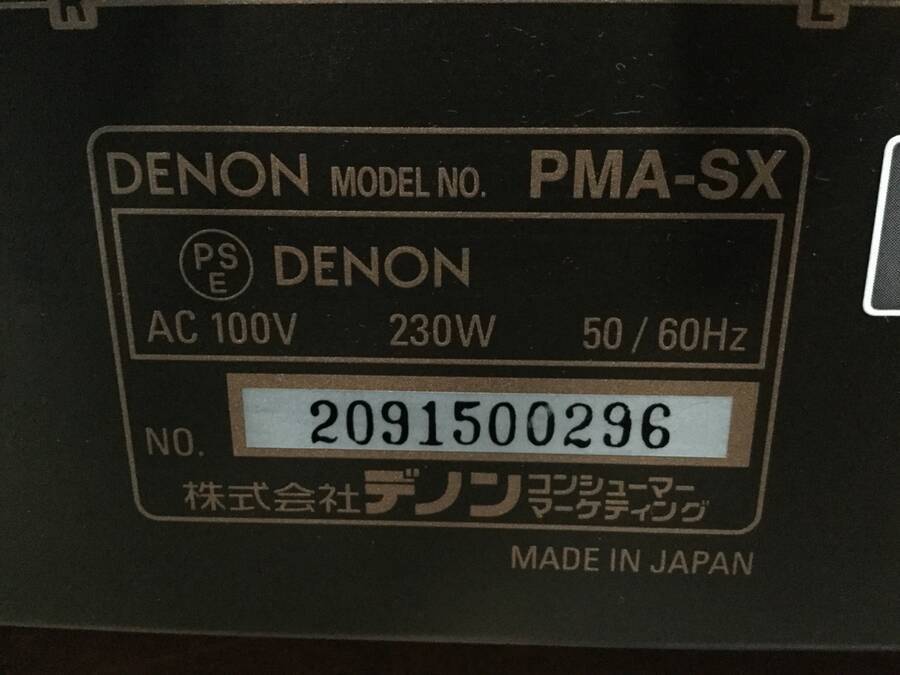 R L
DENON MODEL NO. PMA-SX
PS
E
DENON
AC 100V 230W 50 / 60Hz
NO. 2091500296
株式会社デノン コンシューマー
マーケティング
MADE IN JAPAN